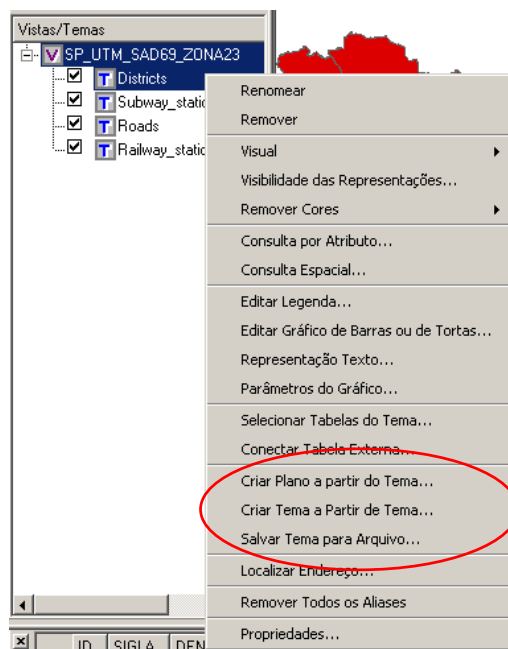 Vistas/Temas
V SP_UTM_SAD69_ZONA23
T Districts
T Subway_static
T Roads
T Railway_static
Renomear
Remover
Visual
Visibilidade das Representações...
Remover Cores
Consulta por Atributo...
Consulta Espacial...
Editar Legenda...
Editar Gráfico de Barras ou de Tortas...
Representação Texto...
Parâmetros do Gráfico...
Selecionar Tabelas do Tema...
Conectar Tabela Externa...
Criar Plano a partir do Tema...
Criar Tema a Partir de Tema...
Salvar Tema para Arquivo...
Localizar Endereço...
Remover Todos os Aliases
Propriedades...
ID SIGLA DEN